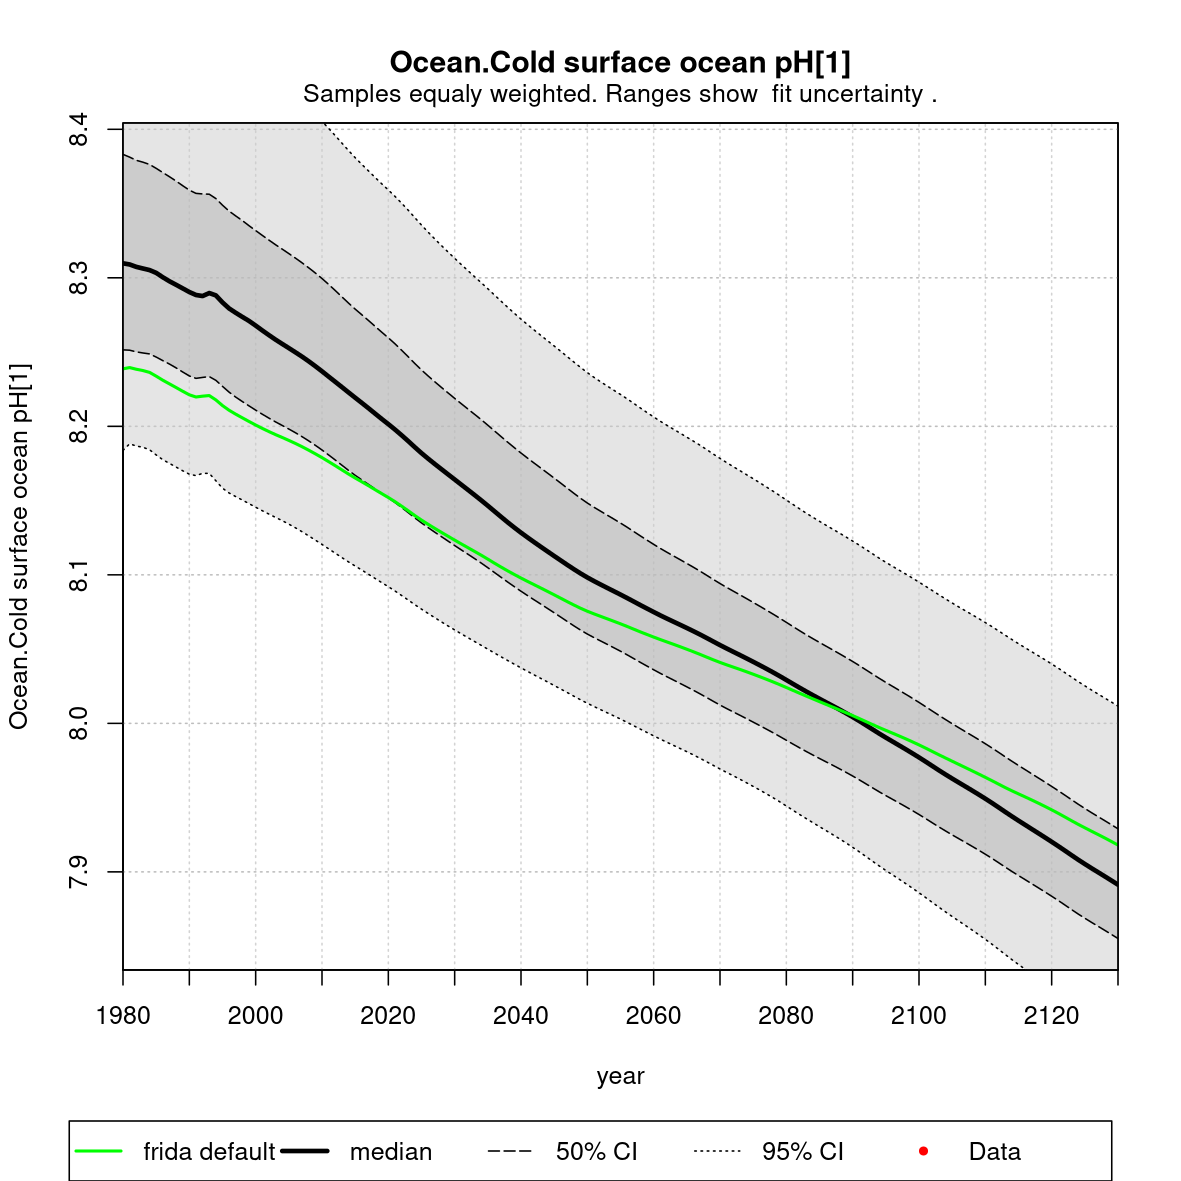 Ocean.Cold surface ocean pH[1]
Samples equaly weighted. Ranges show  fit uncertainty .
Ocean.Cold surface ocean pH[1]
8.4
8.3
8.2
8.1
8.0
7.9
1980 2000 2020 2040 2060 2080 2100 2120
year
frida default median 50% CI 95% CI Data